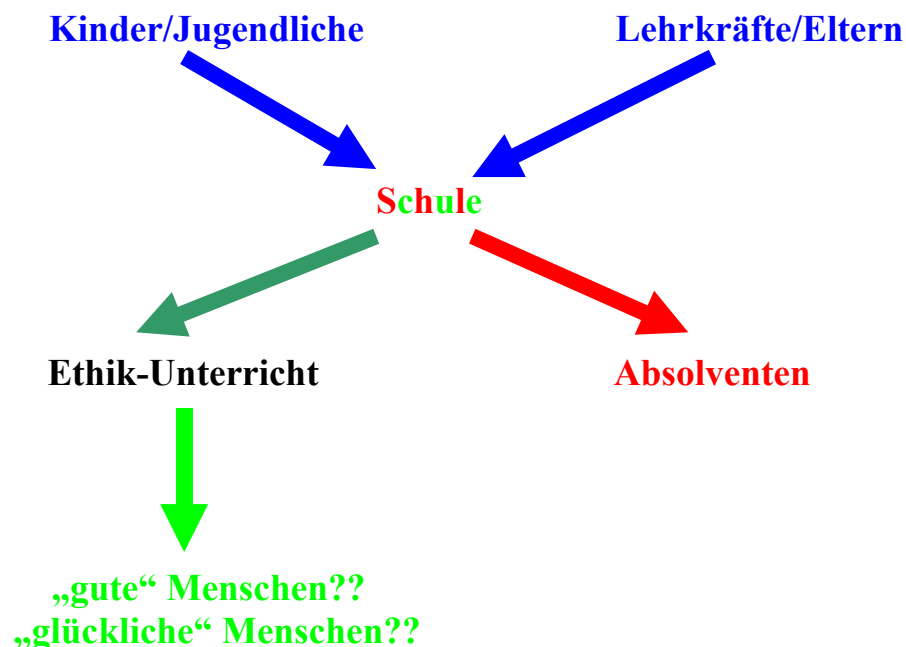 Kinder/Jugendliche
Lehrkräfte/Eltern
Schule
Ethik-Unterricht
Absolventen
„gute“ Menschen??
„glückliche“ Menschen??